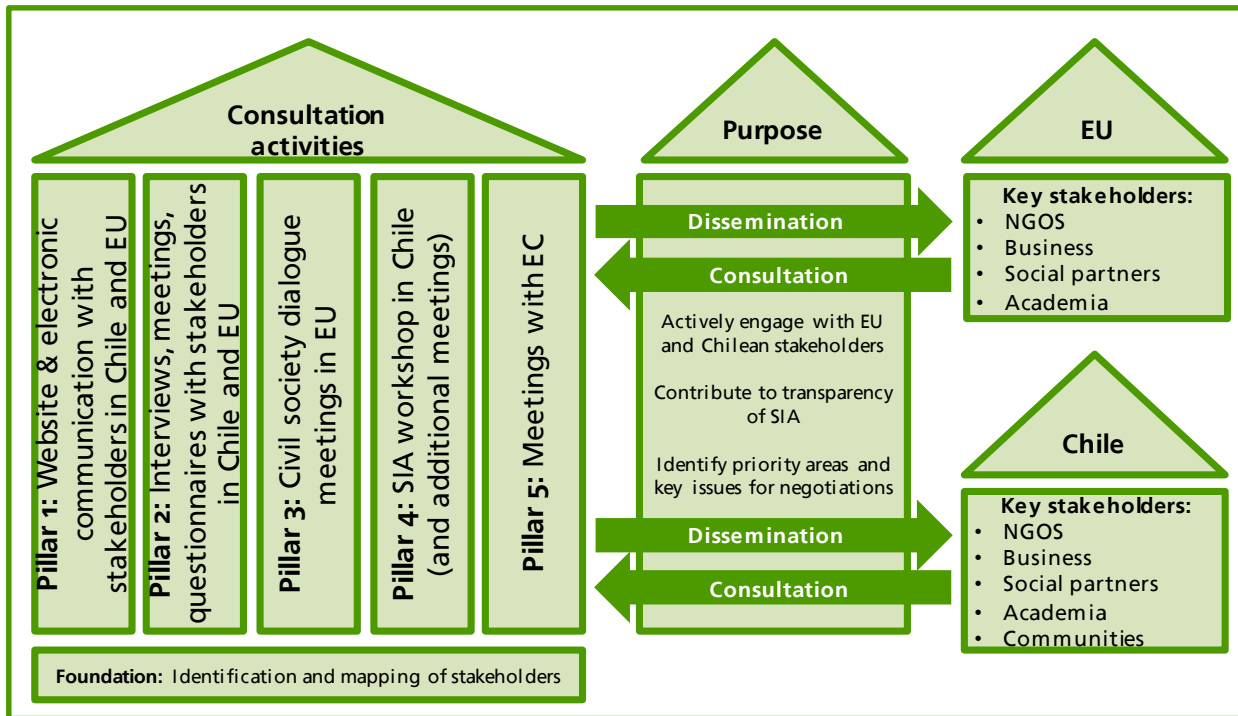 Consultation
activities
Pillar 1: Website & electronic
communication with
stakeholders in Chile and EU
Pillar 2: Interviews, meetings,
questionnaires with stakeholders
in Chile and EU
Pillar 3: Civil society dialogue
meetings in EU
Pillar 4: SIA workshop in Chile
(and additional meetings)
Pillar 5: Meetings with EC
Foundation: Identification and mapping of stakeholders
Purpose
Dissemination
Consultation
Actively engage with EU
and Chilean stakeholders
Contribute to transparency
of SIA
Identify priority areas and
key issues for negotiations
Dissemination
Consultation
EU
Key stakeholders:
• NGOS
• Business
• Social partners
• Academia
Chile
Key stakeholders:
• NGOS
• Business
• Social partners
• Academia
• Communities